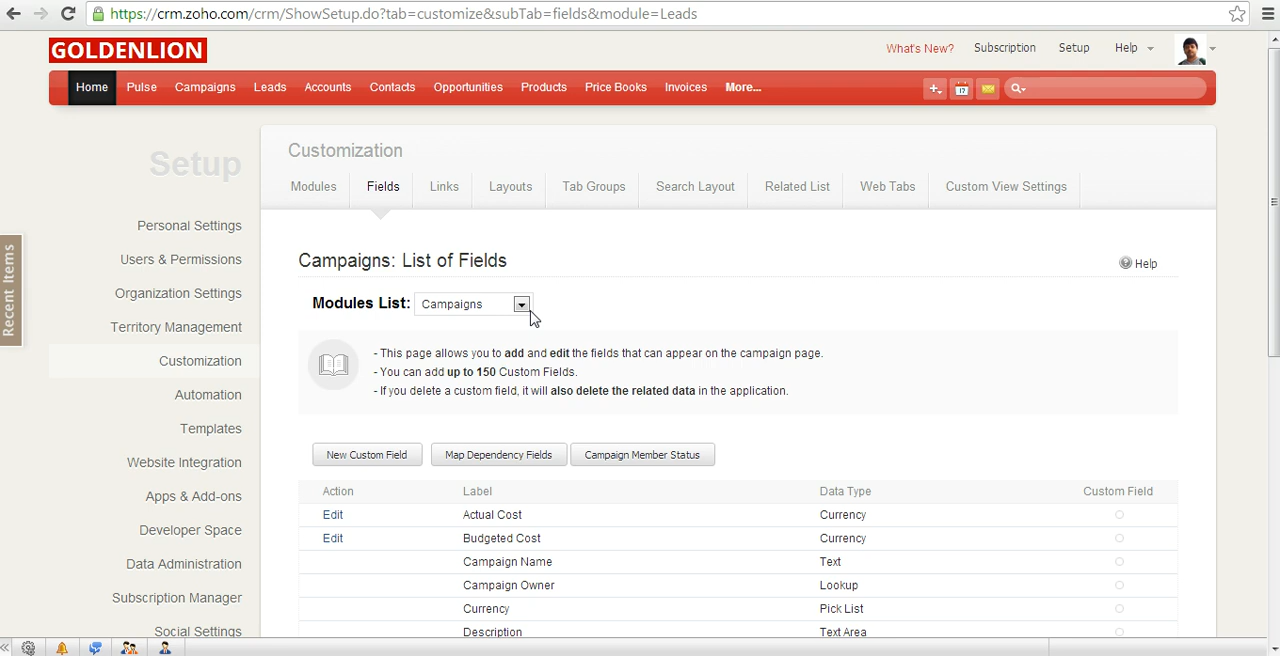 https://crm.zoho.com/crm/ShowSetup.do?tab=customize&subTab=fields&module=Leads
GOLDENLION
What's New? Subscription Setup Help
Home Pulse Campaigns Leads Accounts Contacts Opportunities Products Price Books Invoices More...
17
Setup
Personal Settings
Users & Permissions
Organization Settings
Territory Management
Customization
Automation
Templates
Website Integration
Apps & Add-ons
Developer Space
Data Administration
Subscription Manager
Social Settings
Recent Items
Customization
Modules Fields Links Layouts Tab Groups Search Layout Related List Web Tabs Custom View Settings
Campaigns: List of Fields
Help
Modules List: Campaigns
- This page allows you to add and edit the fields that can appear on the campaign page.
- You can add up to 150 Custom Fields.
- If you delete a custom field, it will also delete the related data in the application.
New Custom Field Map Dependency Fields Campaign Member Status
Action Label Data Type Custom Field
Edit Actual Cost Currency
Edit Budgeted Cost Currency
Campaign Name Text
Campaign Owner Lookup
Currency Pick List
Description Text Area